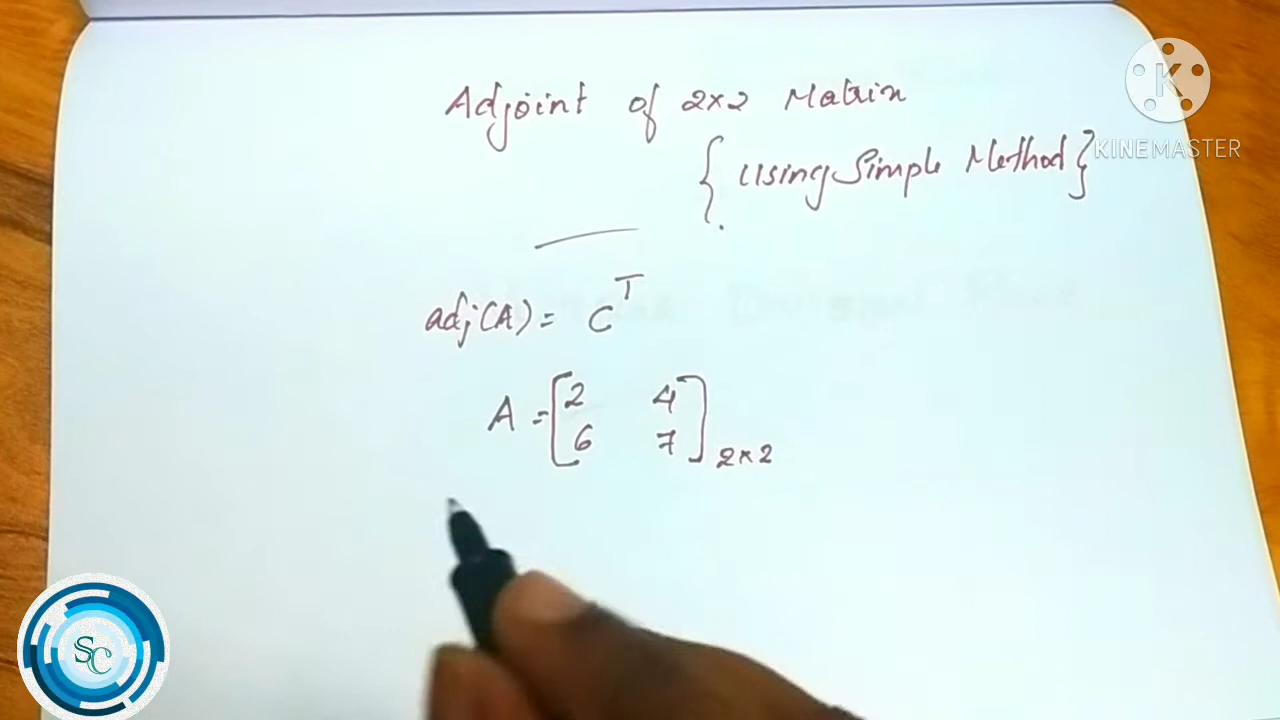 Adjoint of 2×2 Matrix
{Using Simple Method}
KINEMASTER
adj(A) = C^T
A = [2 4
6 7] 2×2
SC